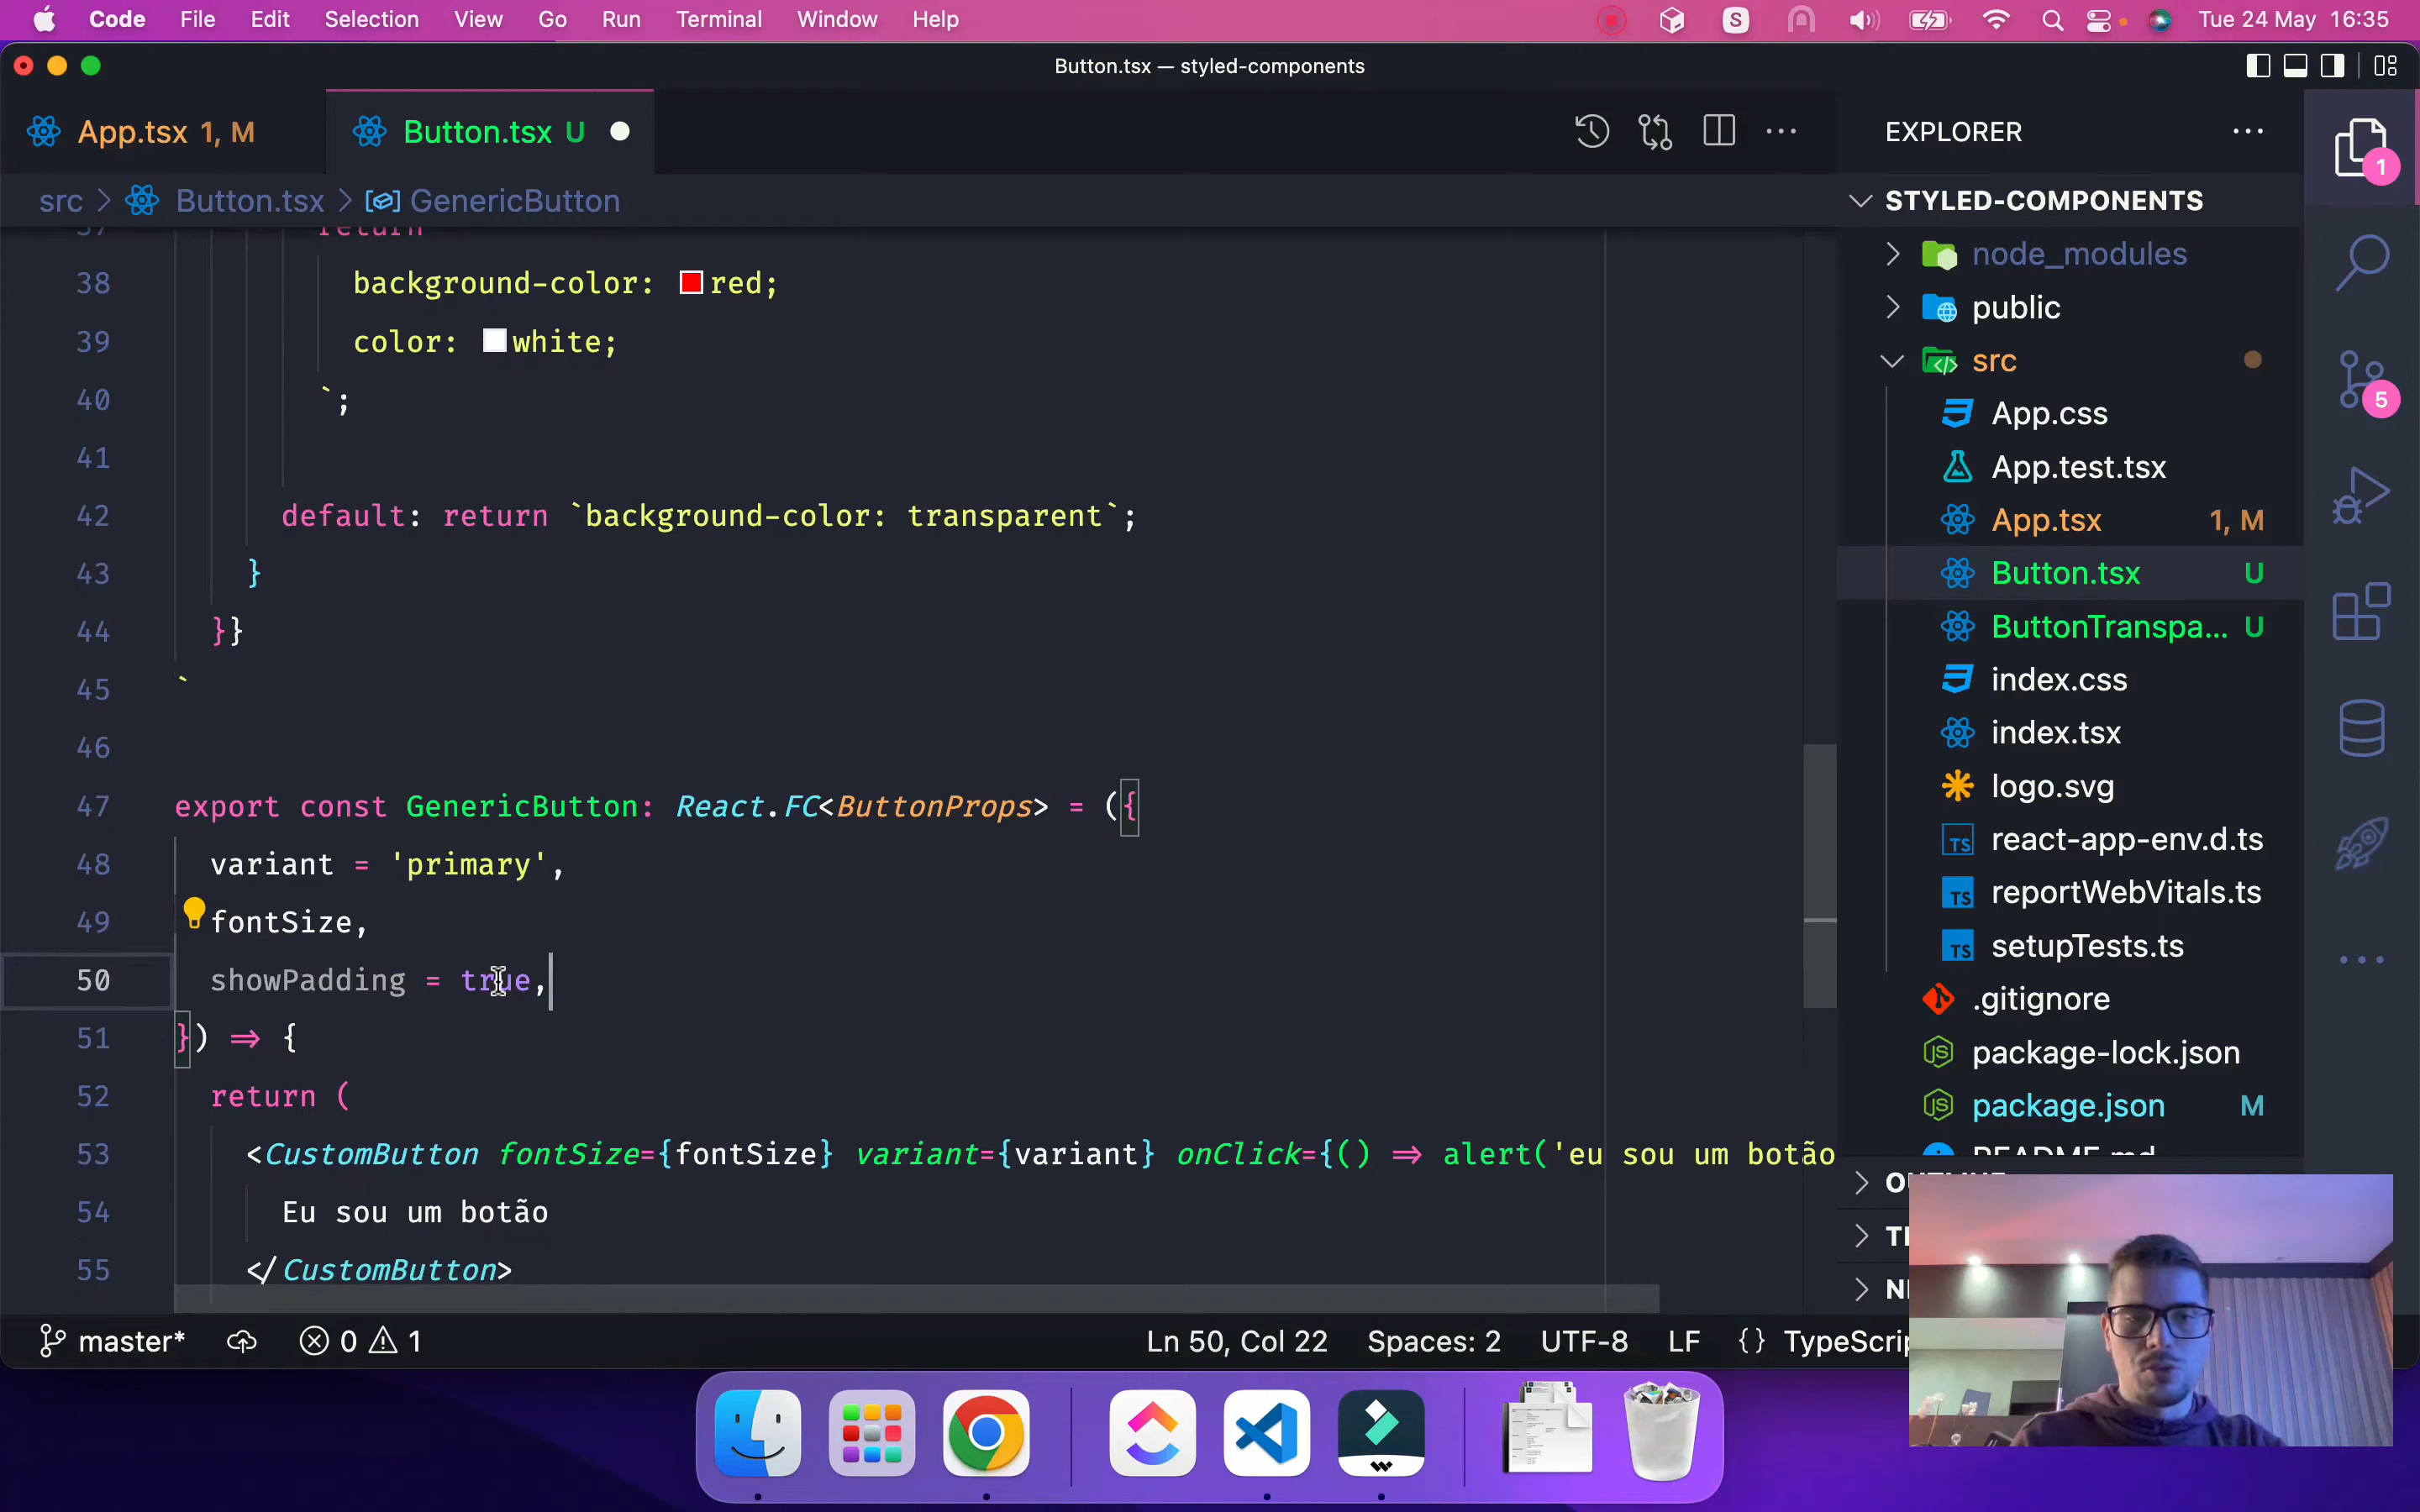 Code File Edit Selection View Go Run Terminal Window Help
Tue 24 May 16:35
Button.tsx — styled-components
App.tsx 1, M
Button.tsx U
EXPLORER
src > Button.tsx > GenericButton
STYLED-COMPONENTS
37 return
38 background-color: red;
39 color: white;
40 `;
41
42 default: return `background-color: transparent`;
43 }
44 }}
45 `
46
47 export const GenericButton: React.FC<ButtonProps> = ({
48 variant = 'primary',
49 fontSize,
50 showPadding = true,
51 }) => {
52 return (
53 <CustomButton fontSize={fontSize} variant={variant} onClick={() => alert('eu sou um botão
54 Eu sou um botão
55 </CustomButton>
node_modules
public
src
App.css
App.test.tsx
App.tsx 1, M
Button.tsx U
ButtonTranspa... U
index.css
index.tsx
logo.svg
react-app-env.d.ts
reportWebVitals.ts
setupTests.ts
.gitignore
package-lock.json
package.json M
README.md
1
5
master* 0 1
Ln 50, Col 22 Spaces: 2 UTF-8 LF {} TypeScrip